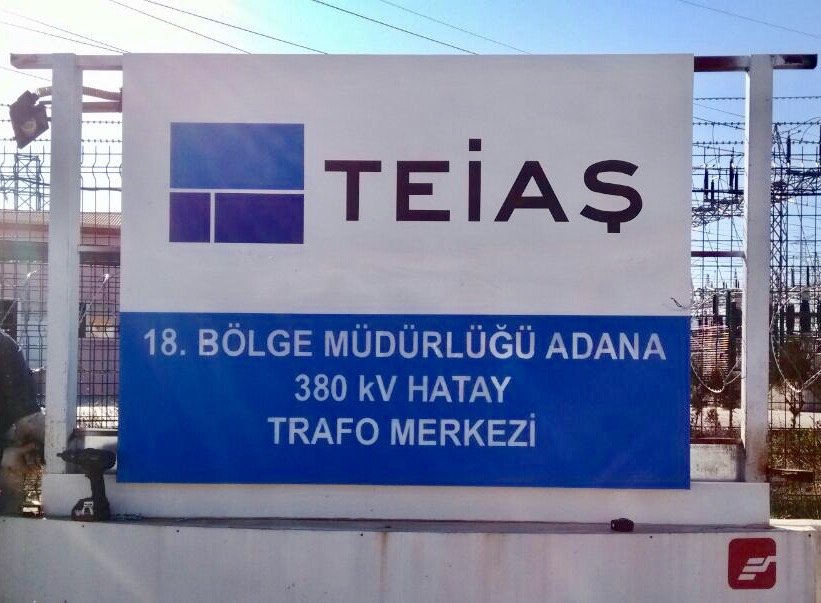 TEİAŞ
18. BÖLGE MÜDÜRLÜĞÜ ADANA
380 kV HATAY
TRAFO MERKEZİ